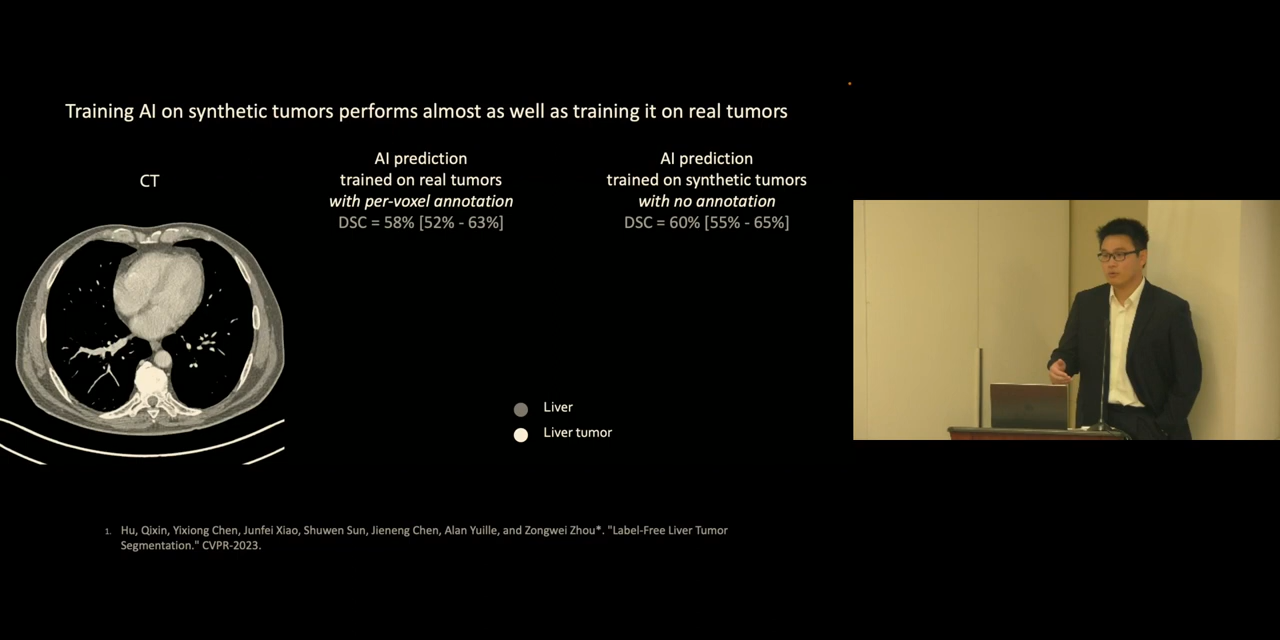 Training AI on synthetic tumors performs almost as well as training it on real tumors
CT
AI prediction
trained on real tumors
with per-voxel annotation
DSC = 58% [52% - 63%]
AI prediction
trained on synthetic tumors
with no annotation
DSC = 60% [55% - 65%]
Liver
Liver tumor
1. Hu, Qixin, Yixiong Chen, Junfei Xiao, Shuwen Sun, Jieneng Chen, Alan Yuille, and Zongwei Zhou*. "Label-Free Liver Tumor
Segmentation." CVPR-2023.